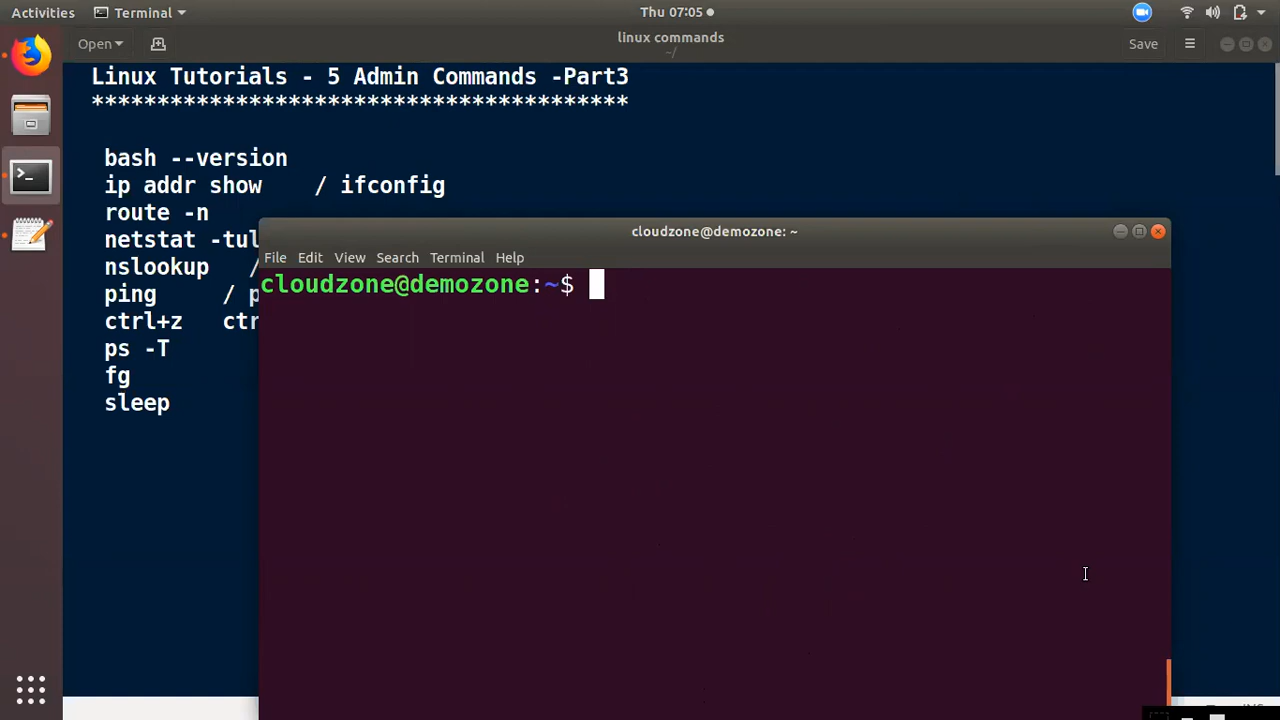 Activities Terminal Thu 07:05
Open linux commands Save
~/
Linux Tutorials - 5 Admin Commands -Part3
*****************************************
bash --version
ip addr show / ifconfig
route -n
netstat -tul
nslookup /
ping / p
ctrl+z ctr
ps -T
fg
sleep
cloudzone@demozone: ~
File Edit View Search Terminal Help
cloudzone@demozone:~$